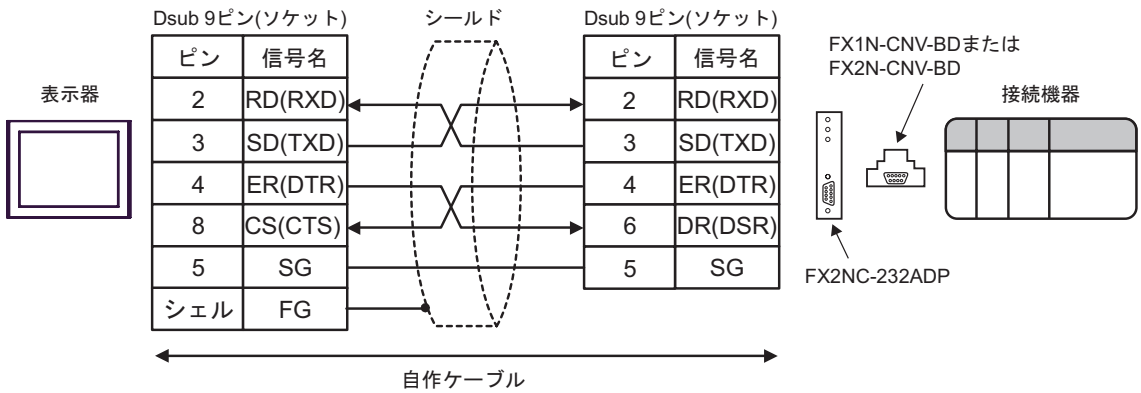 Dsub 9ピン(ソケット)
シールド
Dsub 9ピン(ソケット)
FX1N-CNV-BDまたは
FX2N-CNV-BD
表示器
接続機器
ピン 信号名
2 RD(RXD)
3 SD(TXD)
4 ER(DTR)
8 CS(CTS)
5 SG
シェル FG
ピン 信号名
2 RD(RXD)
3 SD(TXD)
4 ER(DTR)
6 DR(DSR)
5 SG
FX2NC-232ADP
自作ケーブル